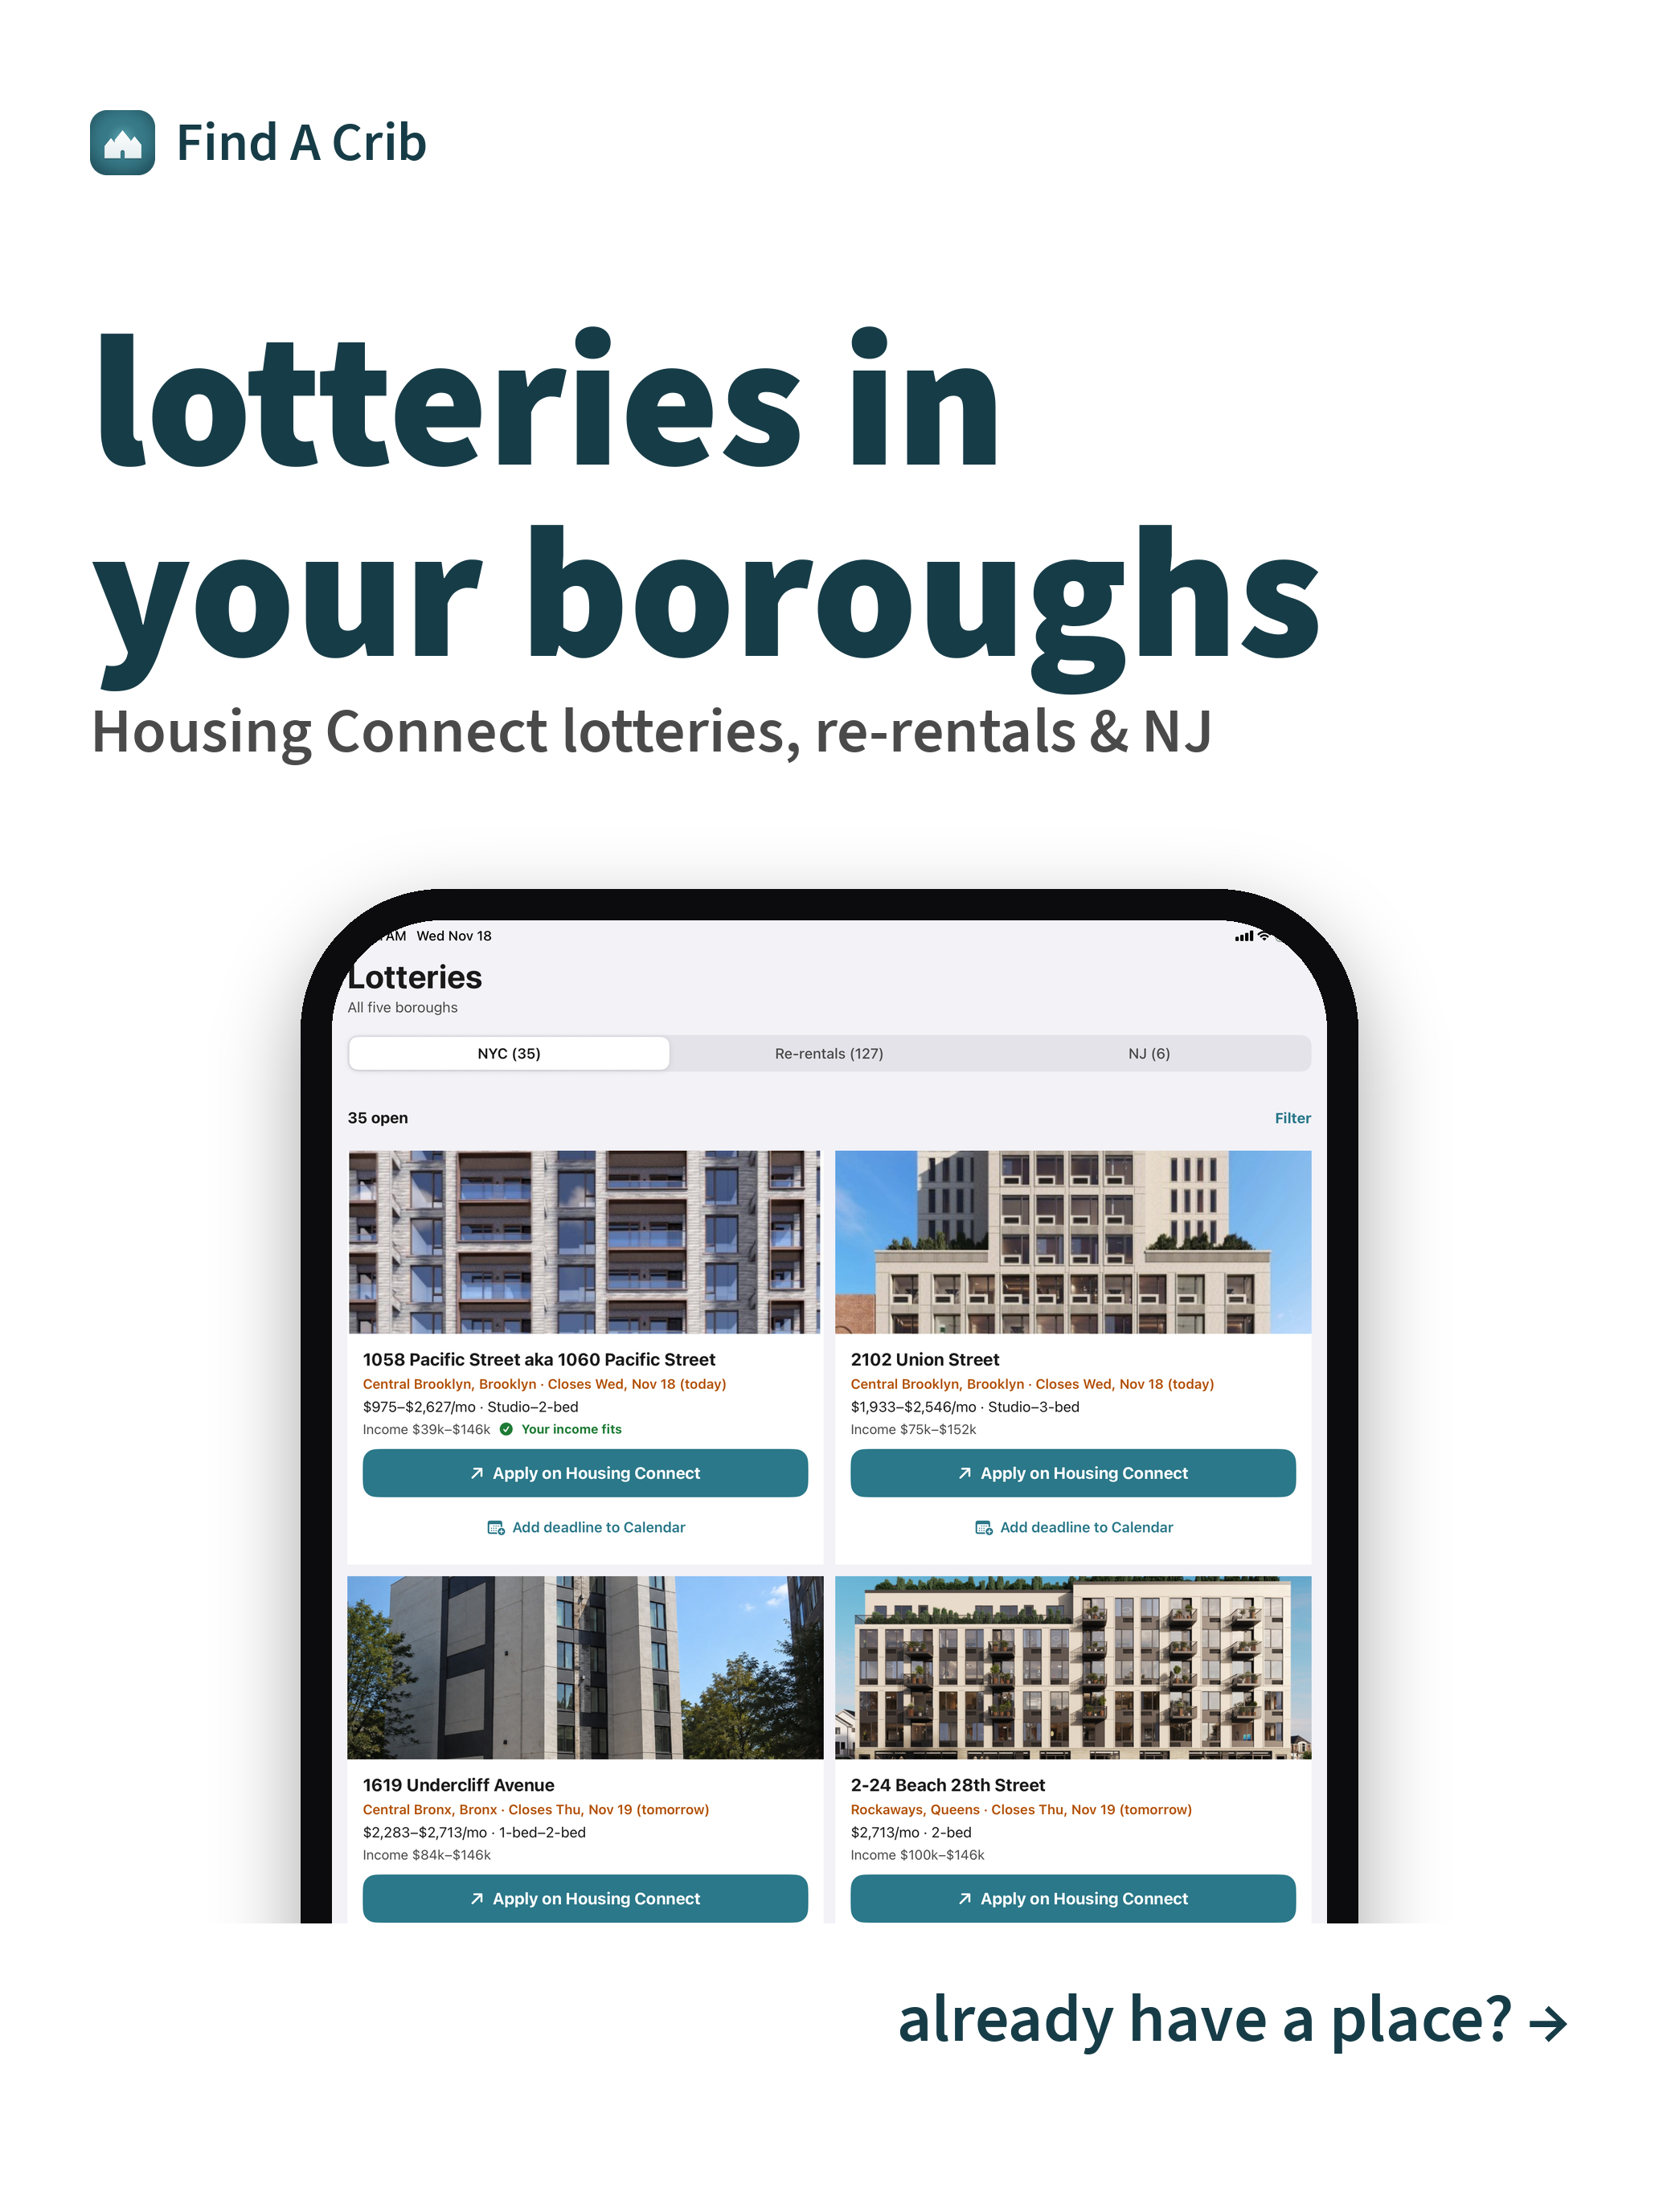 Find A Crib
lotteries in
your boroughs
Housing Connect lotteries, re-rentals & NJ
AM Wed Nov 18
Lotteries
All five boroughs
NYC (35) Re-rentals (127) NJ (6)
35 open Filter
1058 Pacific Street aka 1060 Pacific Street
Central Brooklyn, Brooklyn · Closes Wed, Nov 18 (today)
$975–$2,627/mo · Studio–2-bed
Income $39k–$146k Your income fits
Apply on Housing Connect
Add deadline to Calendar
2102 Union Street
Central Brooklyn, Brooklyn · Closes Wed, Nov 18 (today)
$1,933–$2,546/mo · Studio–3-bed
Income $75k–$152k
Apply on Housing Connect
Add deadline to Calendar
1619 Undercliff Avenue
Central Bronx, Bronx · Closes Thu, Nov 19 (tomorrow)
$2,283–$2,713/mo · 1-bed–2-bed
Income $84k–$146k
Apply on Housing Connect
2-24 Beach 28th Street
Rockaways, Queens · Closes Thu, Nov 19 (tomorrow)
$2,713/mo · 2-bed
Income $100k–$146k
Apply on Housing Connect
already have a place? →